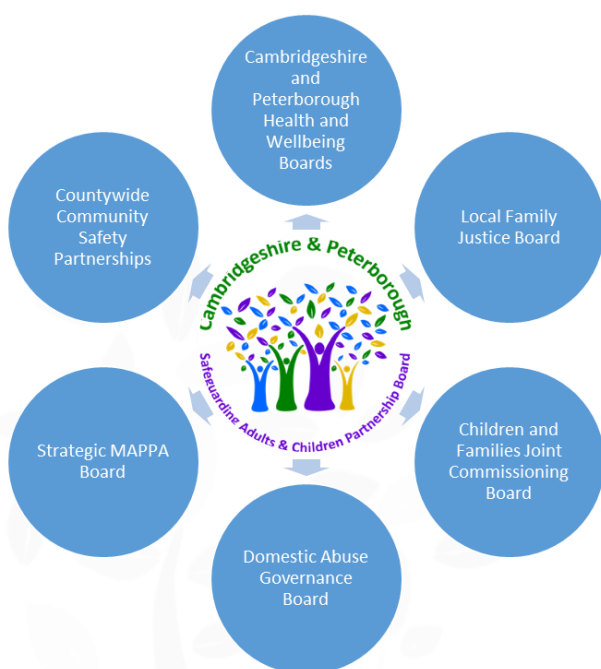 Cambridgeshire
and
Peterborough
Health and
Wellbeing
Boards
Countywide
Community
Safety
Partnerships
Local Family
Justice Board
Cambridgeshire & Peterborough
Safeguarding Adults & Children Partnership Board
Strategic MAPPA
Board
Children and
Families Joint
Commissioning
Board
Domestic Abuse
Governance
Board